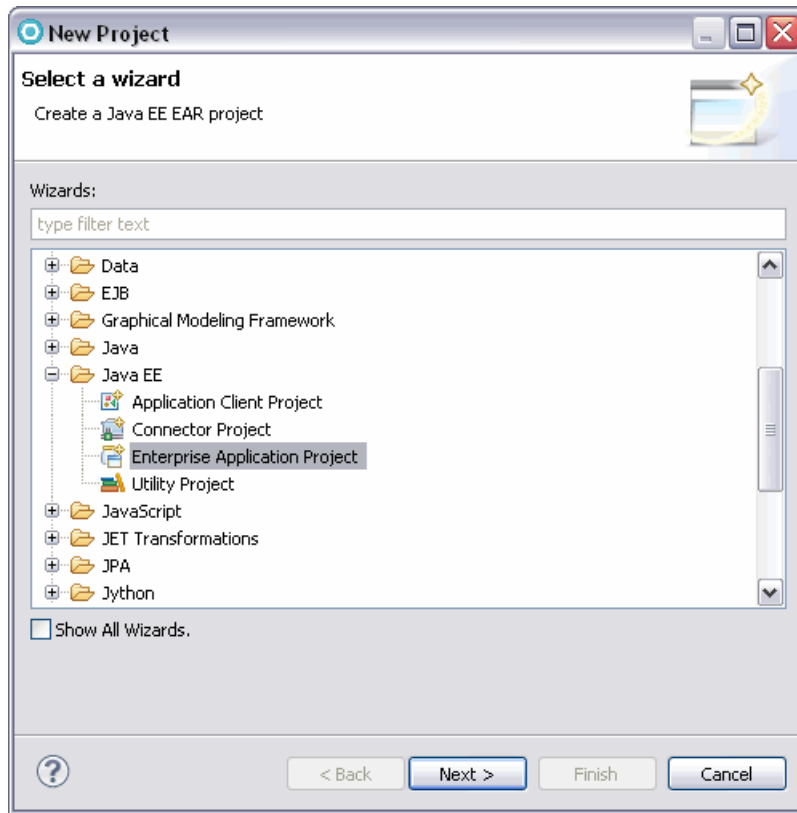 New Project
Select a wizard
Create a Java EE EAR project
Wizards:
type filter text
Data
EJB
Graphical Modeling Framework
Java
Java EE
Application Client Project
Connector Project
Enterprise Application Project
Utility Project
JavaScript
JET Transformations
JPA
Jython
Show All Wizards.
? < Back Next > Finish Cancel